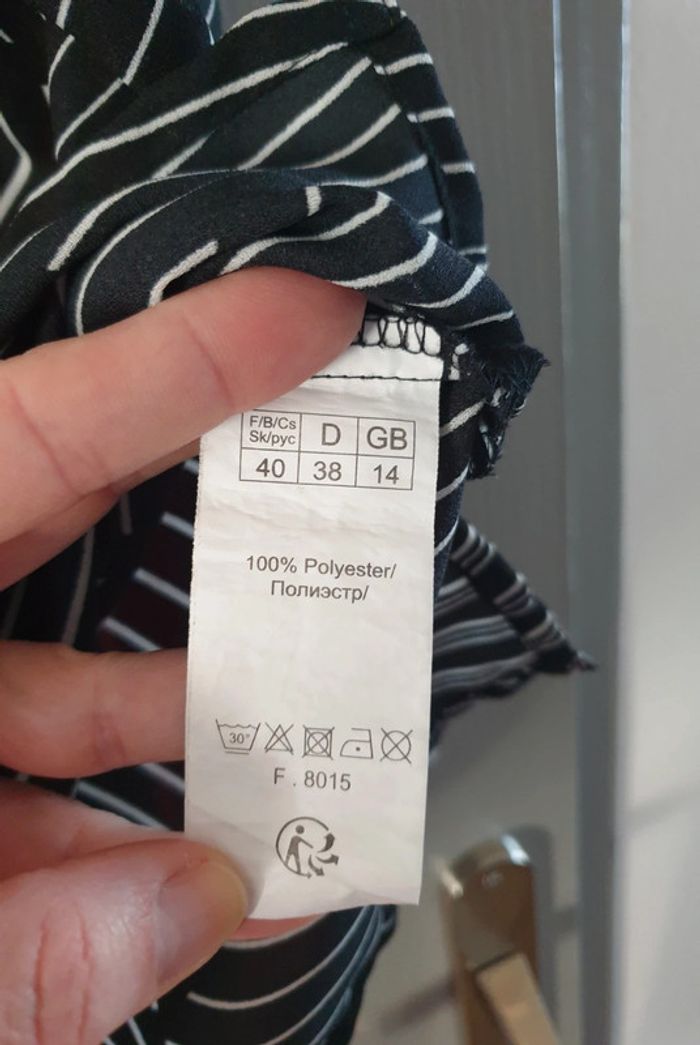 F/B/Cs D GB
Sk/рус
40 38 14
100% Polyester/
Полиэстр/
30°
F . 8015